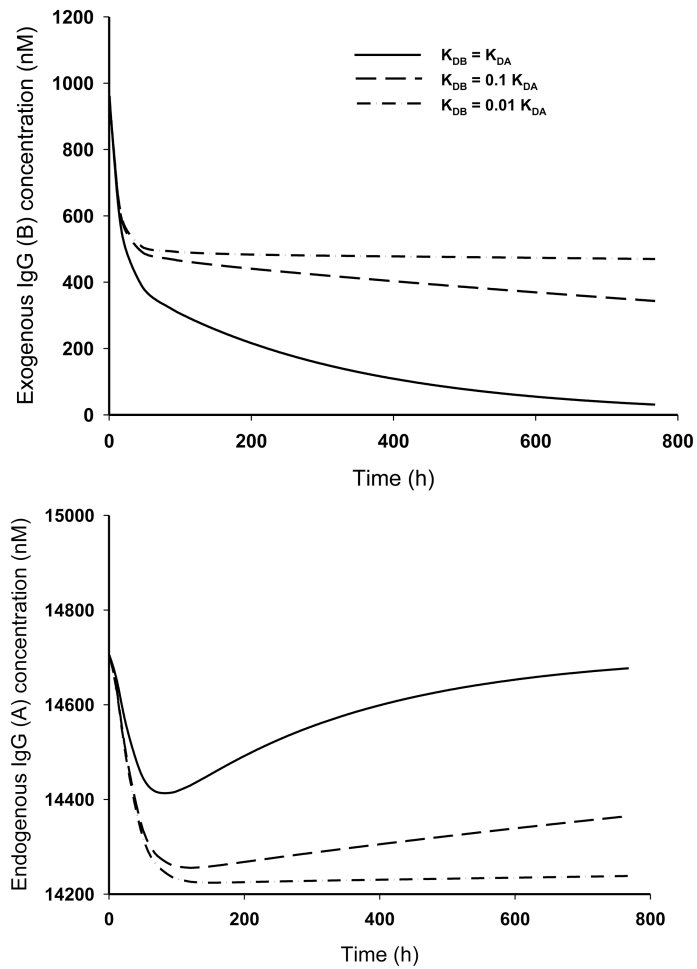 1200
1000
800
600
400
200
0
Exogenous IgG (B) concentration (nM)
K_DB = K_DA
K_DB = 0.1 K_DA
K_DB = 0.01 K_DA
0 200 400 600 800
Time (h)
15000
14800
14600
14400
14200
Endogenous IgG (A) concentration (nM)
0 200 400 600 800
Time (h)